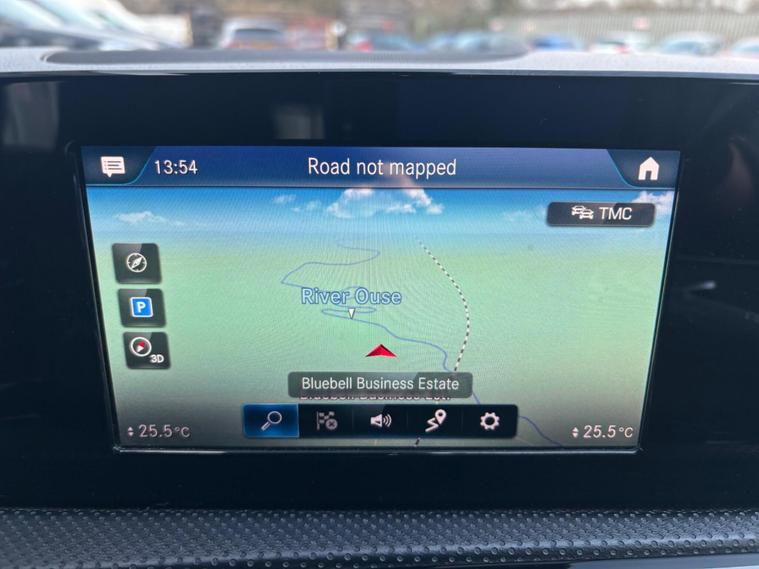 13:54
Road not mapped
TMC
P
3D
River Ouse
Bluebell Business Estate
25.5°C
25.5°C